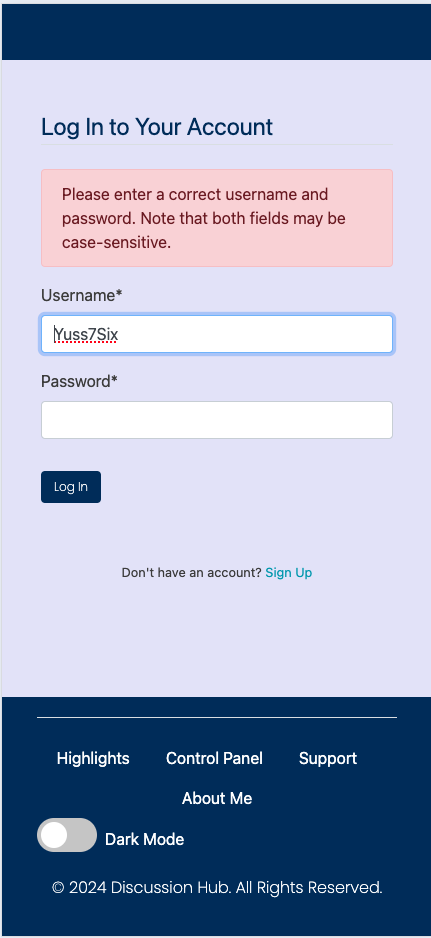 Log In to Your Account
Please enter a correct username and
password. Note that both fields may be
case-sensitive.
Username*
Yuss7Six
Password*
Log In
Don't have an account? Sign Up
Highlights Control Panel Support
About Me
Dark Mode
© 2024 Discussion Hub. All Rights Reserved.